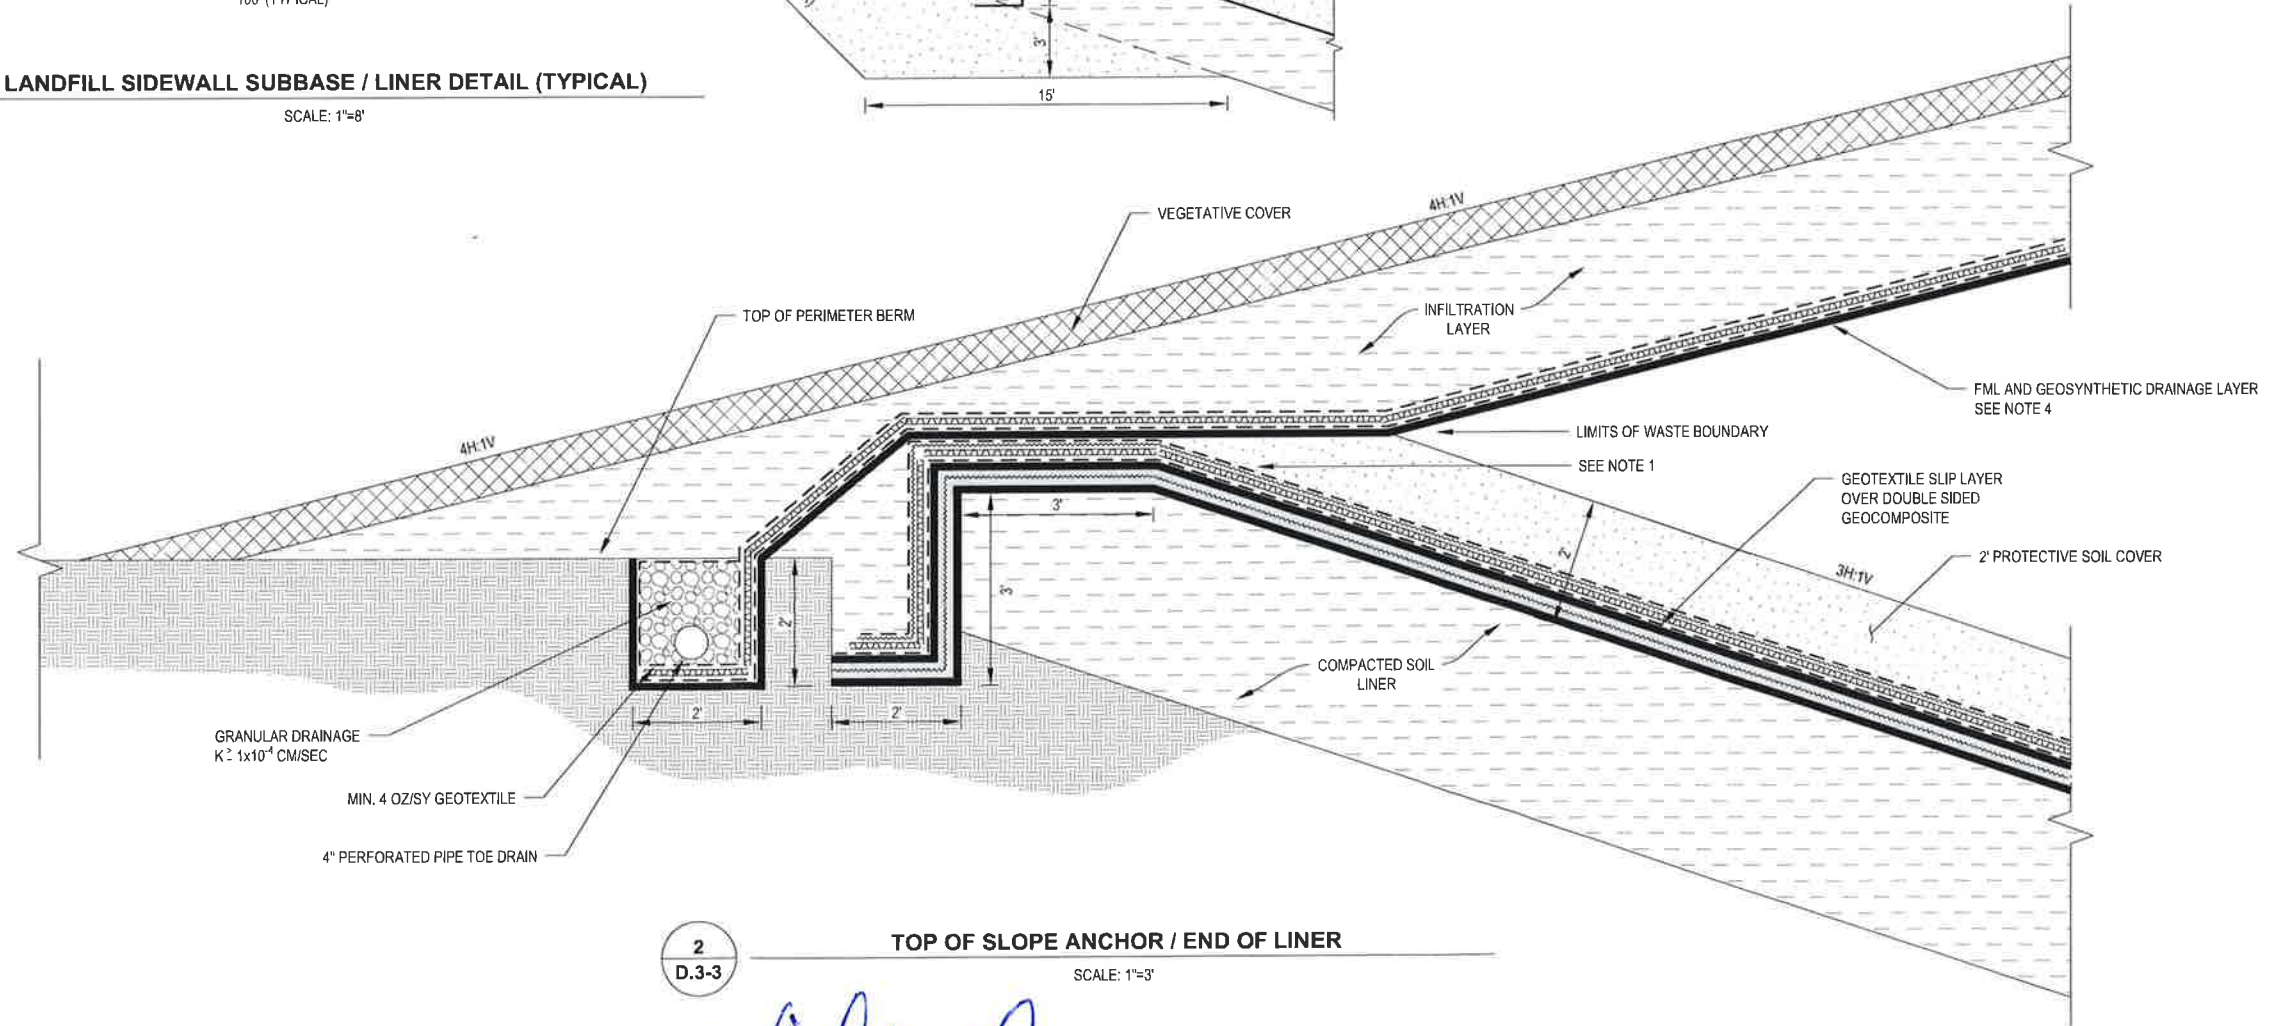 LANDFILL SIDEWALL SUBBASE / LINER DETAIL (TYPICAL)
SCALE: 1"=8'
3'
15'
VEGETATIVE COVER
4H:1V
TOP OF PERIMETER BERM
INFILTRATION
LAYER
FML AND GEOSYNTHETIC DRAINAGE LAYER
SEE NOTE 4
4H:1V
LIMITS OF WASTE BOUNDARY
SEE NOTE 1
GEOTEXTILE SLIP LAYER
OVER DOUBLE SIDED
GEOCOMPOSITE
3'
2'
2' PROTECTIVE SOIL COVER
3H:1V
3'
2'
COMPACTED SOIL
LINER
2'
2'
GRANULAR DRAINAGE
K 1x10⁻⁴ CM/SEC
MIN. 4 OZ/SY GEOTEXTILE
4" PERFORATED PIPE TOE DRAIN
2
D.3-3
TOP OF SLOPE ANCHOR / END OF LINER
SCALE: 1"=3'